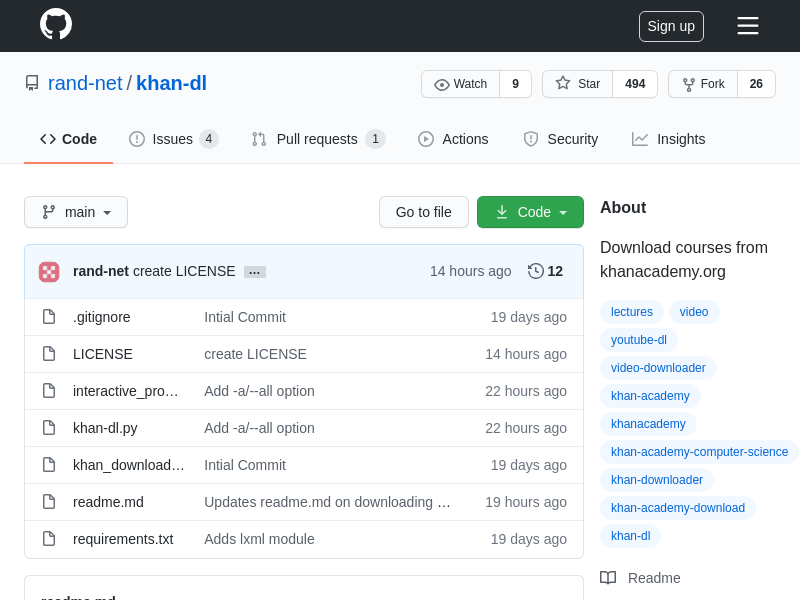 Sign up
rand-net / khan-dl
Watch 9 Star 494 Fork 26
Code Issues 4 Pull requests 1 Actions Security Insights
main Go to file Code
rand-net create LICENSE ... 14 hours ago 12
.gitignore Intial Commit 19 days ago
LICENSE create LICENSE 14 hours ago
interactive_pro… Add -a/--all option 22 hours ago
khan-dl.py Add -a/--all option 22 hours ago
khan_download… Intial Commit 19 days ago
readme.md Updates readme.md on downloading … 19 hours ago
requirements.txt Adds lxml module 19 days ago
readme.md
About
Download courses from
khanacademy.org
lectures video
youtube-dl
video-downloader
khan-academy
khanacademy
khan-academy-computer-science
khan-downloader
khan-academy-download
khan-dl
Readme